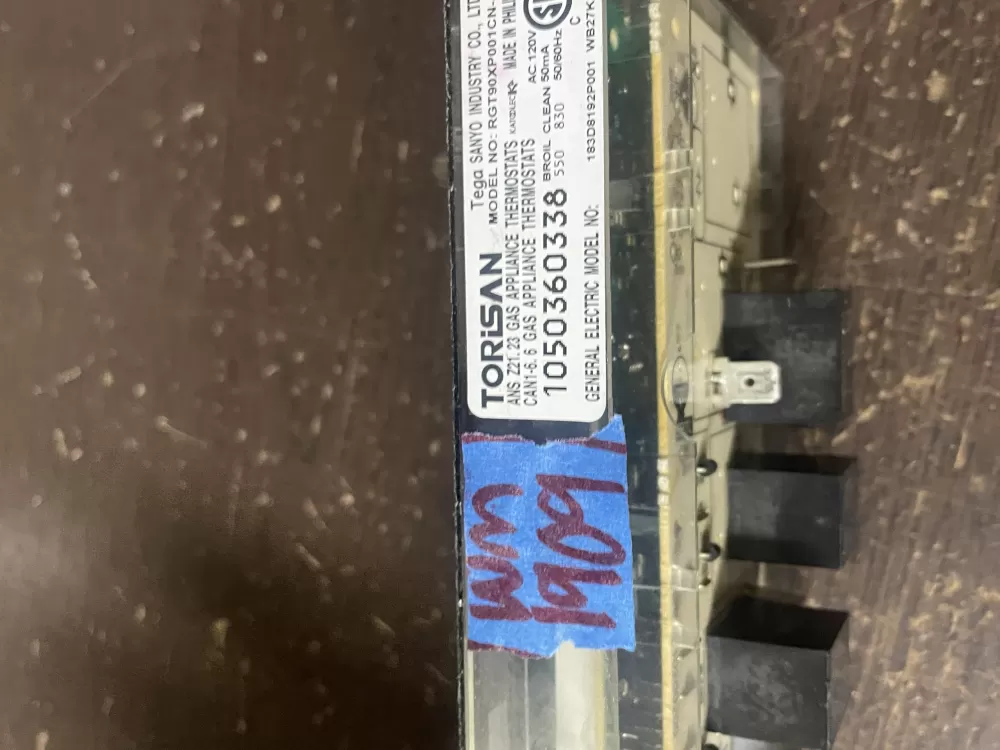 TORiSAN Tega SANYO INDUSTRY CO., LTD
MODEL NO: RGT90XP001CN-
ANS Z21.23 GAS APPLIANCE THERMOSTATS MADE IN PHIL
CAN1-6.6 GAS APPLIANCE THERMOSTATS AC:120V
1050360338 BROIL CLEAN 50mA
550 830 50/60Hz C
GENERAL ELECTRIC MODEL NO: 183D8192P001 WB27K
WM
1909